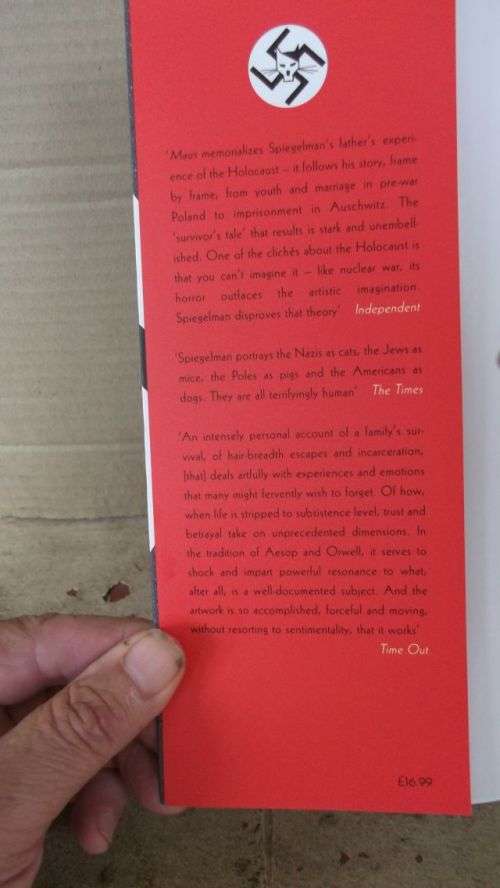 'Maus memorializes Spiegelman's father's experi-
ence of the Holocaust – it follows his story, frame
by frame, from youth and marriage in pre-war
Poland to imprisonment in Auschwitz. The
'survivor's tale' that results is stark and unembell-
ished. One of the clichés about the Holocaust is
that you can't imagine it – like nuclear war, its
horror outfaces the artistic imagination.
Spiegelman disproves that theory' Independent
'Spiegelman portrays the Nazis as cats, the Jews as
mice, the Poles as pigs and the Americans as
dogs. They are all terrifyingly human' The Times
'An intensely personal account of a family's sur-
vival, of hair-breadth escapes and incarceration,
[that] deals artfully with experiences and emotions
that many might fervently wish to forget. Of how,
when life is stripped to subsistence level, trust and
betrayal take on unprecedented dimensions. In
the tradition of Aesop and Orwell, it serves to
shock and impart powerful resonance to what,
after all, is a well-documented subject. And the
artwork is so accomplished, forceful and moving,
without resorting to sentimentality, that it works'
Time Out
£16.99